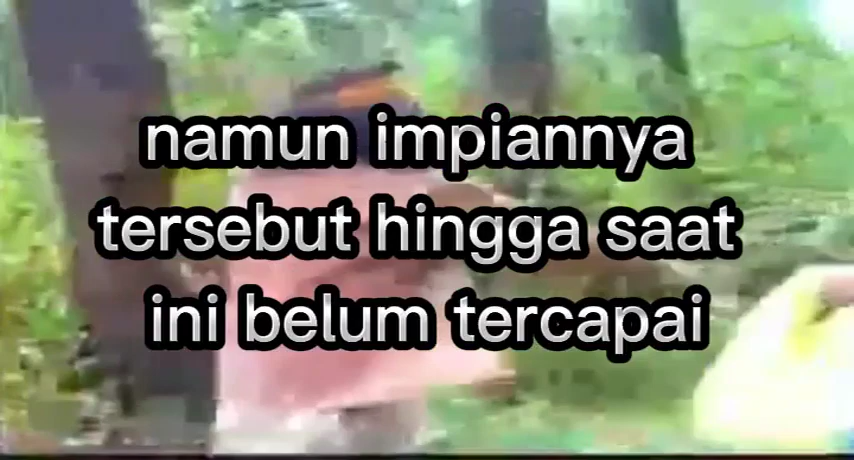 namun impiannya
tersebut hingga saat
ini belum tercapai